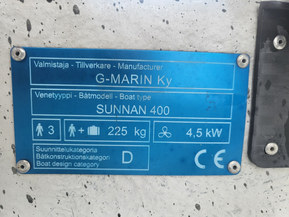 Valmistaja - Tillverkare - Manufacturer
G-MARIN Ky
Venetyyppi - Båtmodell - Boat type
SUNNAN 400
3 + 225 kg 4,5 kW
Suunnittelukategoria
Båtkonstruktionskategori
Boat design category
D CE